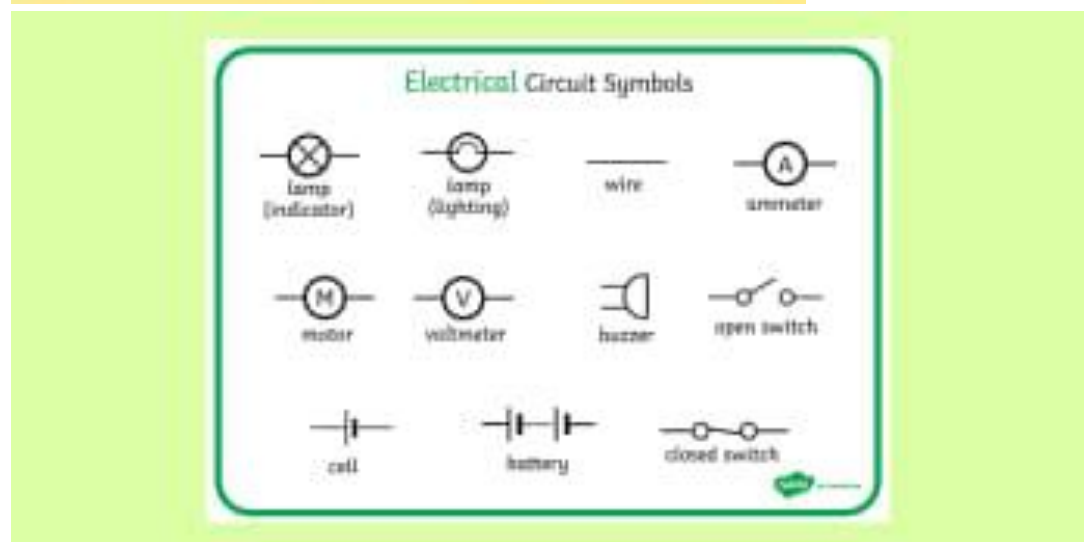 Electrical Circuit Symbols
lamp
(indicator)
lamp
(lighting)
wire
A
ammeter
M
motor
V
voltmeter
buzzer
open switch
cell
battery
closed switch